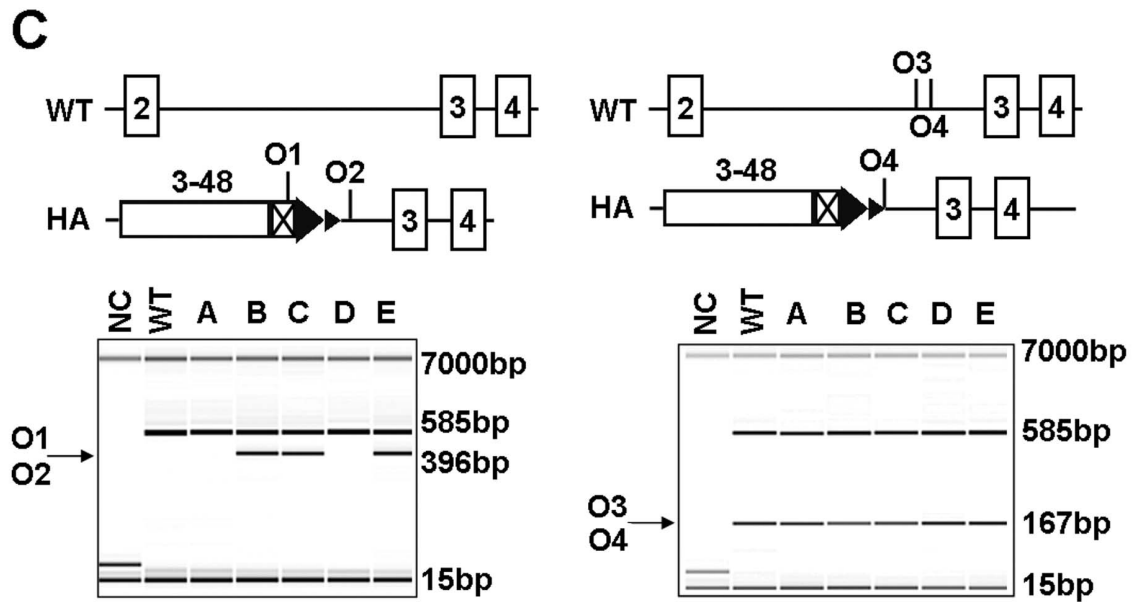 C
WT 2 3 4
O1
3-48 O2
HA 3 4
NC WT A B C D E
7000bp
585bp
O1
O2
396bp
15bp
O3
WT 2 3 4
O4
3-48 O4
HA 3 4
NC WT A B C D E
7000bp
585bp
O3
O4
167bp
15bp